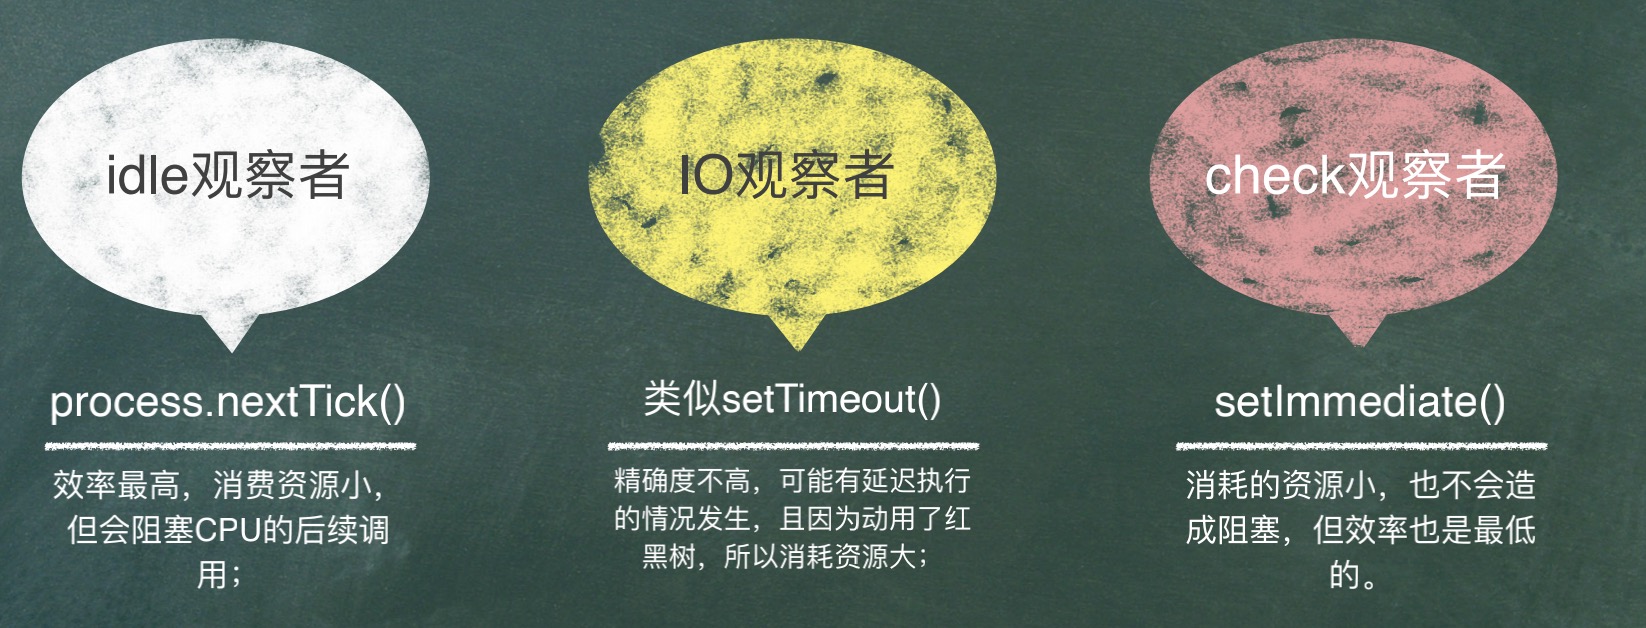 idle观察者
process.nextTick()
效率最高，消费资源小，
但会阻塞CPU的后续调
用；
IO观察者
类似setTimeout()
精确度不高，可能有延迟执行
的情况发生，且因为动用了红
黑树，所以消耗资源大；
check观察者
setImmediate()
消耗的资源小，也不会造
成阻塞，但效率也是最低
的。